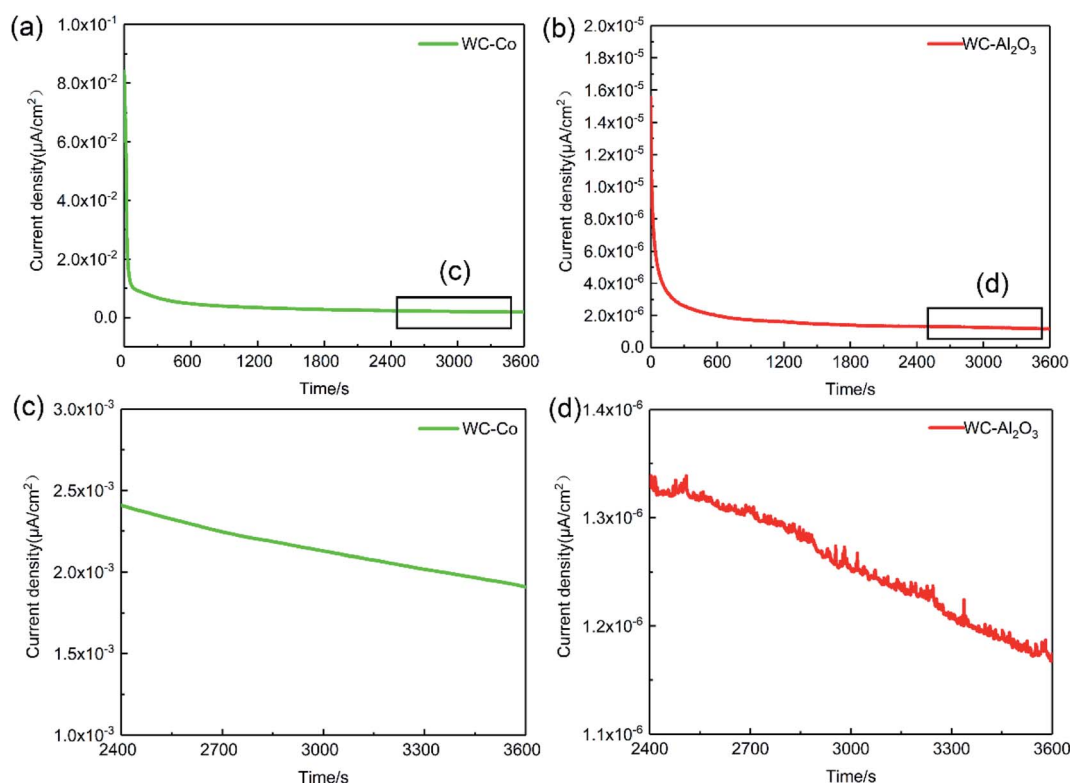 (a)
1.0x10⁻¹
8.0x10⁻²
6.0x10⁻²
4.0x10⁻²
2.0x10⁻²
0.0
Current density(μA/cm²)
WC-Co
(c)
0 600 1200 1800 2400 3000 3600
Time/s
(b)
2.0x10⁻⁵
1.8x10⁻⁵
1.6x10⁻⁵
1.4x10⁻⁵
1.2x10⁻⁵
1.0x10⁻⁵
8.0x10⁻⁶
6.0x10⁻⁶
4.0x10⁻⁶
2.0x10⁻⁶
0.0
Current density(μA/cm²)
WC-Al₂O₃
(d)
0 600 1200 1800 2400 3000 3600
Time/s
(c)
3.0x10⁻³
2.5x10⁻³
2.0x10⁻³
1.5x10⁻³
1.0x10⁻³
Current density(μA/cm²)
WC-Co
2400 2700 3000 3300 3600
Time/s
(d)
1.4x10⁻⁶
1.3x10⁻⁶
1.2x10⁻⁶
1.1x10⁻⁶
Current density(μA/cm²)
WC-Al₂O₃
2400 2700 3000 3300 3600
Time/s